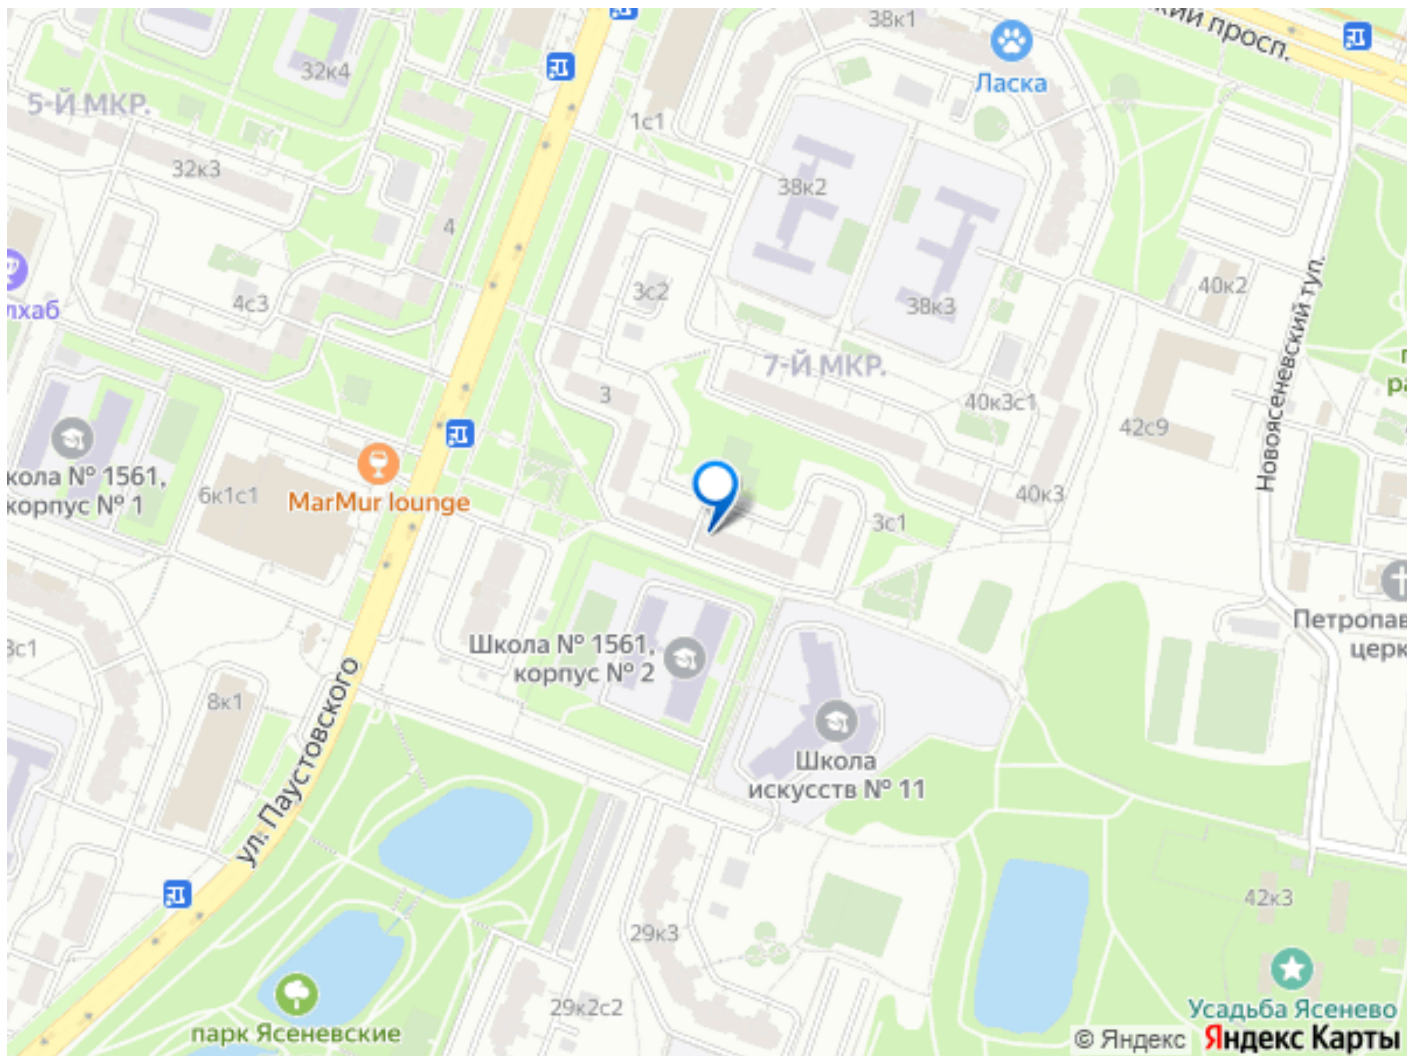 38к1
ий просп.
Ласка
32к4
5-Й МКР.
1с1
32к3
38к2
4
3с2
40к2
4с3
38к3
лхаб
Новоясеневский туп.
7-Й МКР.
3
40к3с1
ра
42с9
кола № 1561,
корпус № 1
6к1с1
MarMur lounge
40к3
3с1
Петропав
церк
Школа № 1561,
корпус № 2
3с1
8к1
ул. Паустовского
Школа
искусств № 11
42к3
29к3
29к2с2
Усадьба Ясенево
парк Ясеневские
© Яндекс Яндекс Карты